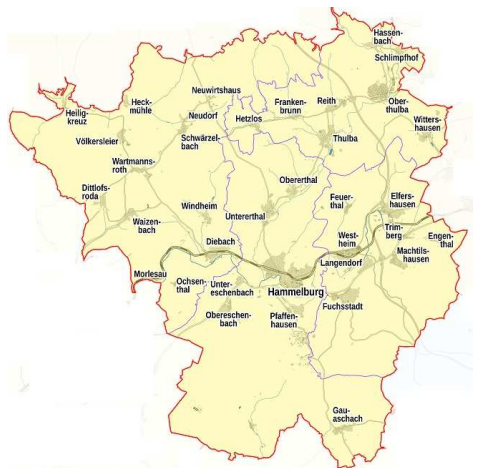 Hassen-
bach
Schlimpfhof
Neuwirtshaus
Heck-
mühle
Franken-
brunn
Reith
Ober-
thulba
Heilig-
kreuz
Neudorf
Hetzlos
Witters-
hausen
Völkersleier
Schwärzel-
bach
Thulba
Wartmanns-
roth
Obererthal
Dittlofs-
roda
Feuer-
thal
Elfers-
hausen
Windheim
Untererthal
Waizen-
bach
Trim-
berg
Diebach
West-
heim
Engen-
thal
Machtils-
hausen
Langendorf
Morlesau
Ochsen-
thal
Unter-
eschenbach
Hammelburg
Fuchsstadt
Obereschen-
bach
Pfaffen-
hausen
Gau-
aschach